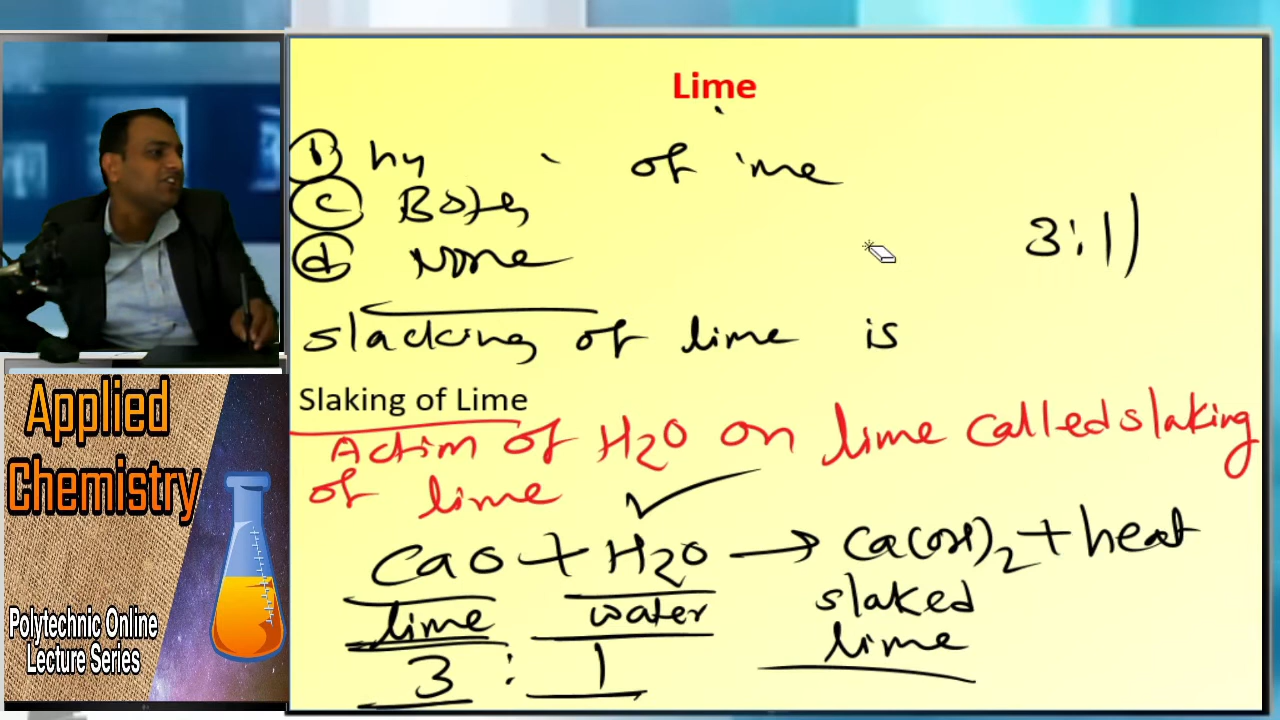 Lime
b hy of me
c Both
d None
3:1)
slacking of lime is
Slaking of Lime
Action of H2O on lime called slaking
of lime
CaO + H2O → Ca(OH)2 + heat
lime water slaked
lime
3 : 1
Applied
Chemistry
Polytechnic Online
Lecture Series